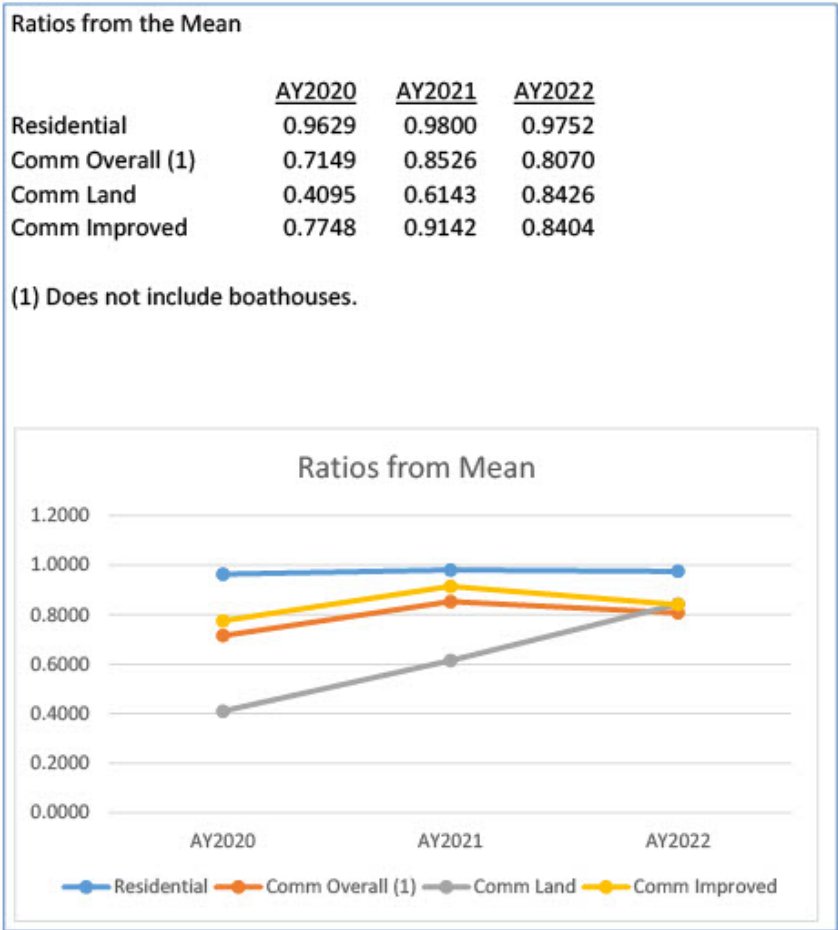 Ratios from the Mean
AY2020 AY2021 AY2022
Residential 0.9629 0.9800 0.9752
Comm Overall (1) 0.7149 0.8526 0.8070
Comm Land 0.4095 0.6143 0.8426
Comm Improved 0.7748 0.9142 0.8404
(1) Does not include boathouses.
Ratios from Mean
1.2000
1.0000
0.8000
0.6000
0.4000
0.2000
0.0000
AY2020 AY2021 AY2022
Residential Comm Overall (1) Comm Land Comm Improved